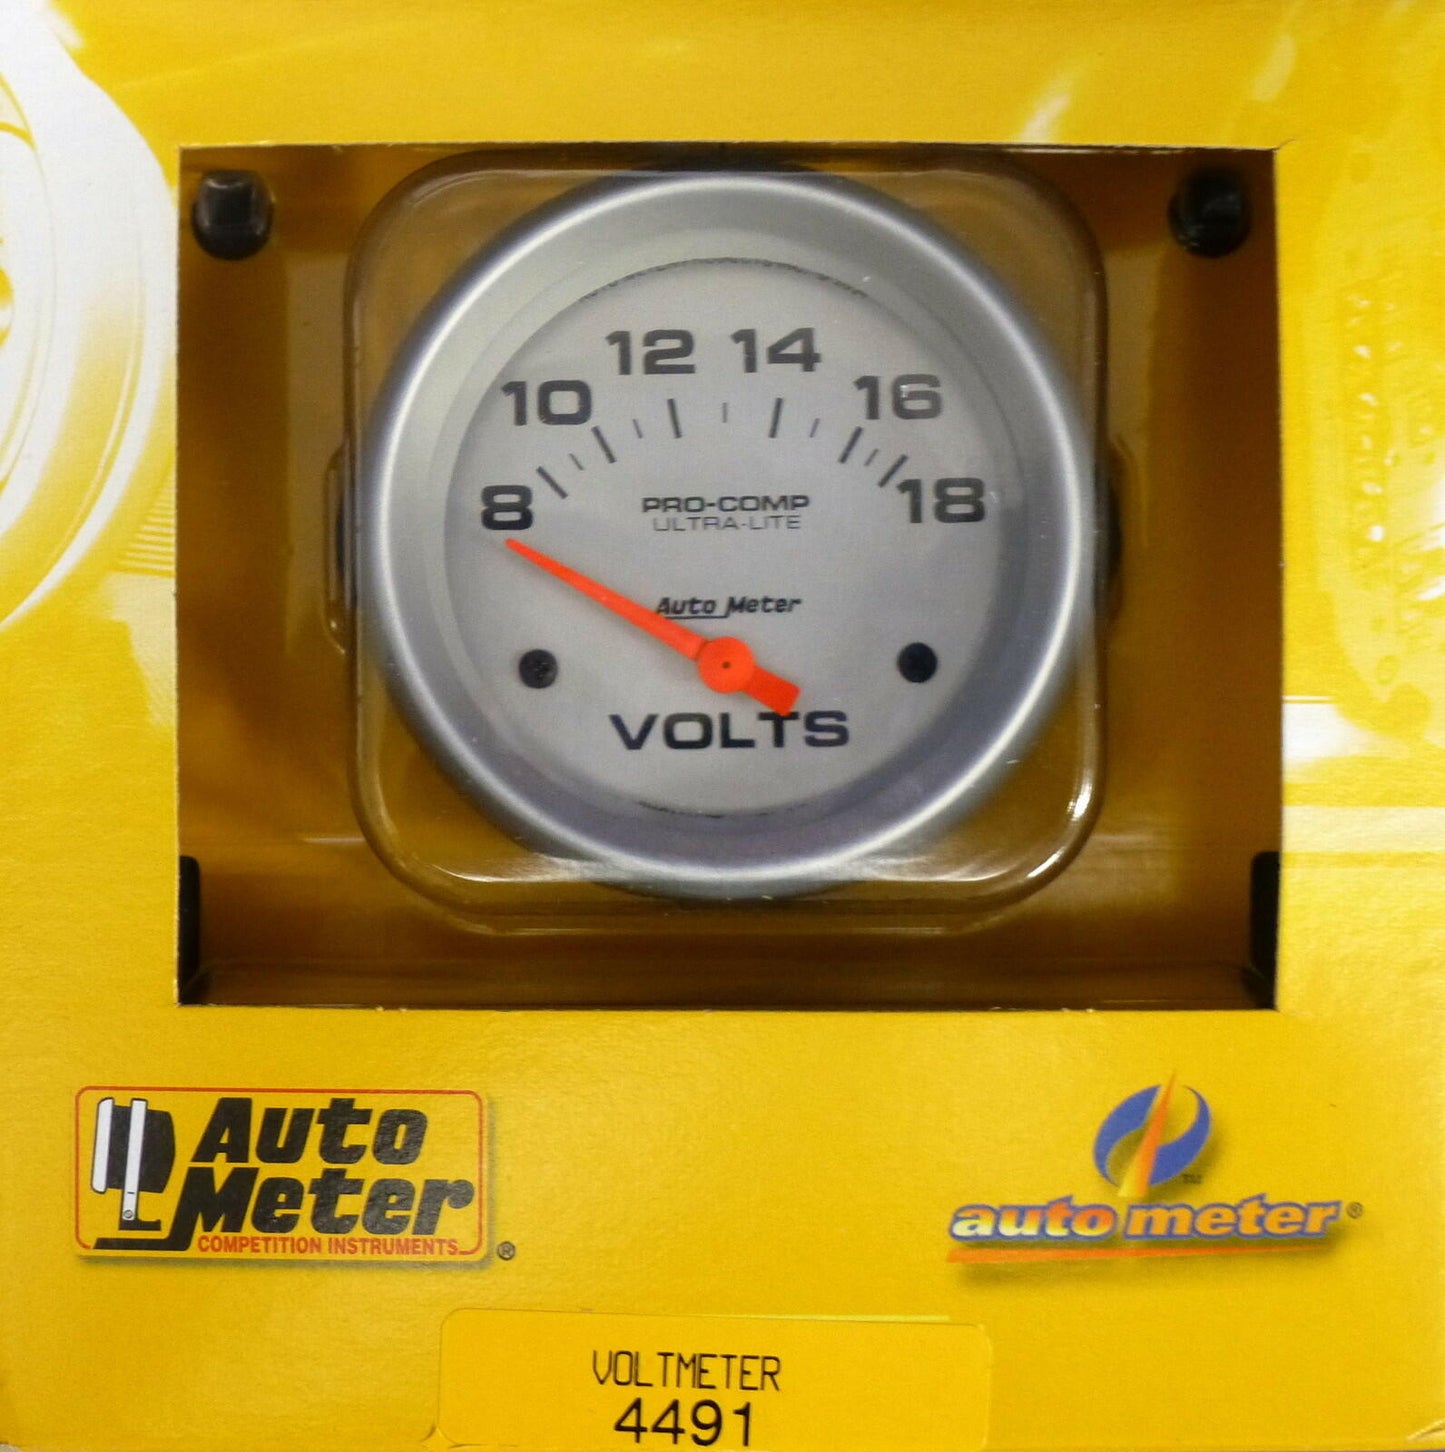 12 14
10 16
8 18
PRO-COMP
ULTRA-LITE
Auto Meter
VOLTS
Auto
Meter
COMPETITION INSTRUMENTS
®
TM
auto meter ®
VOLTMETER
4491